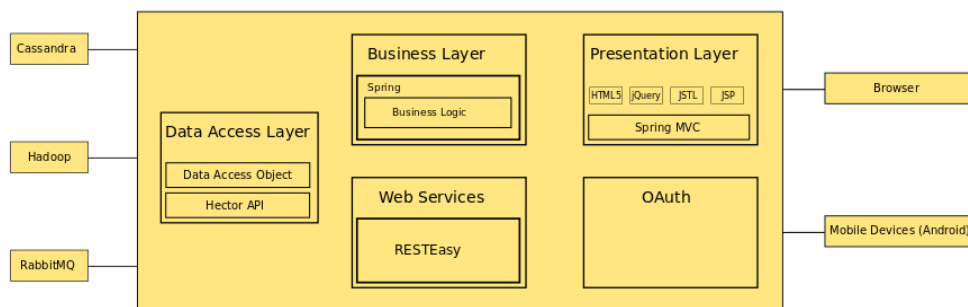 Cassandra
Hadoop
RabbitMQ
Data Access Layer
Data Access Object
Hector API
Business Layer
Spring
Business Logic
Web Services
RESTEasy
Presentation Layer
HTML5 jQuery JSTL JSP
Spring MVC
OAuth
Browser
Mobile Devices (Android)